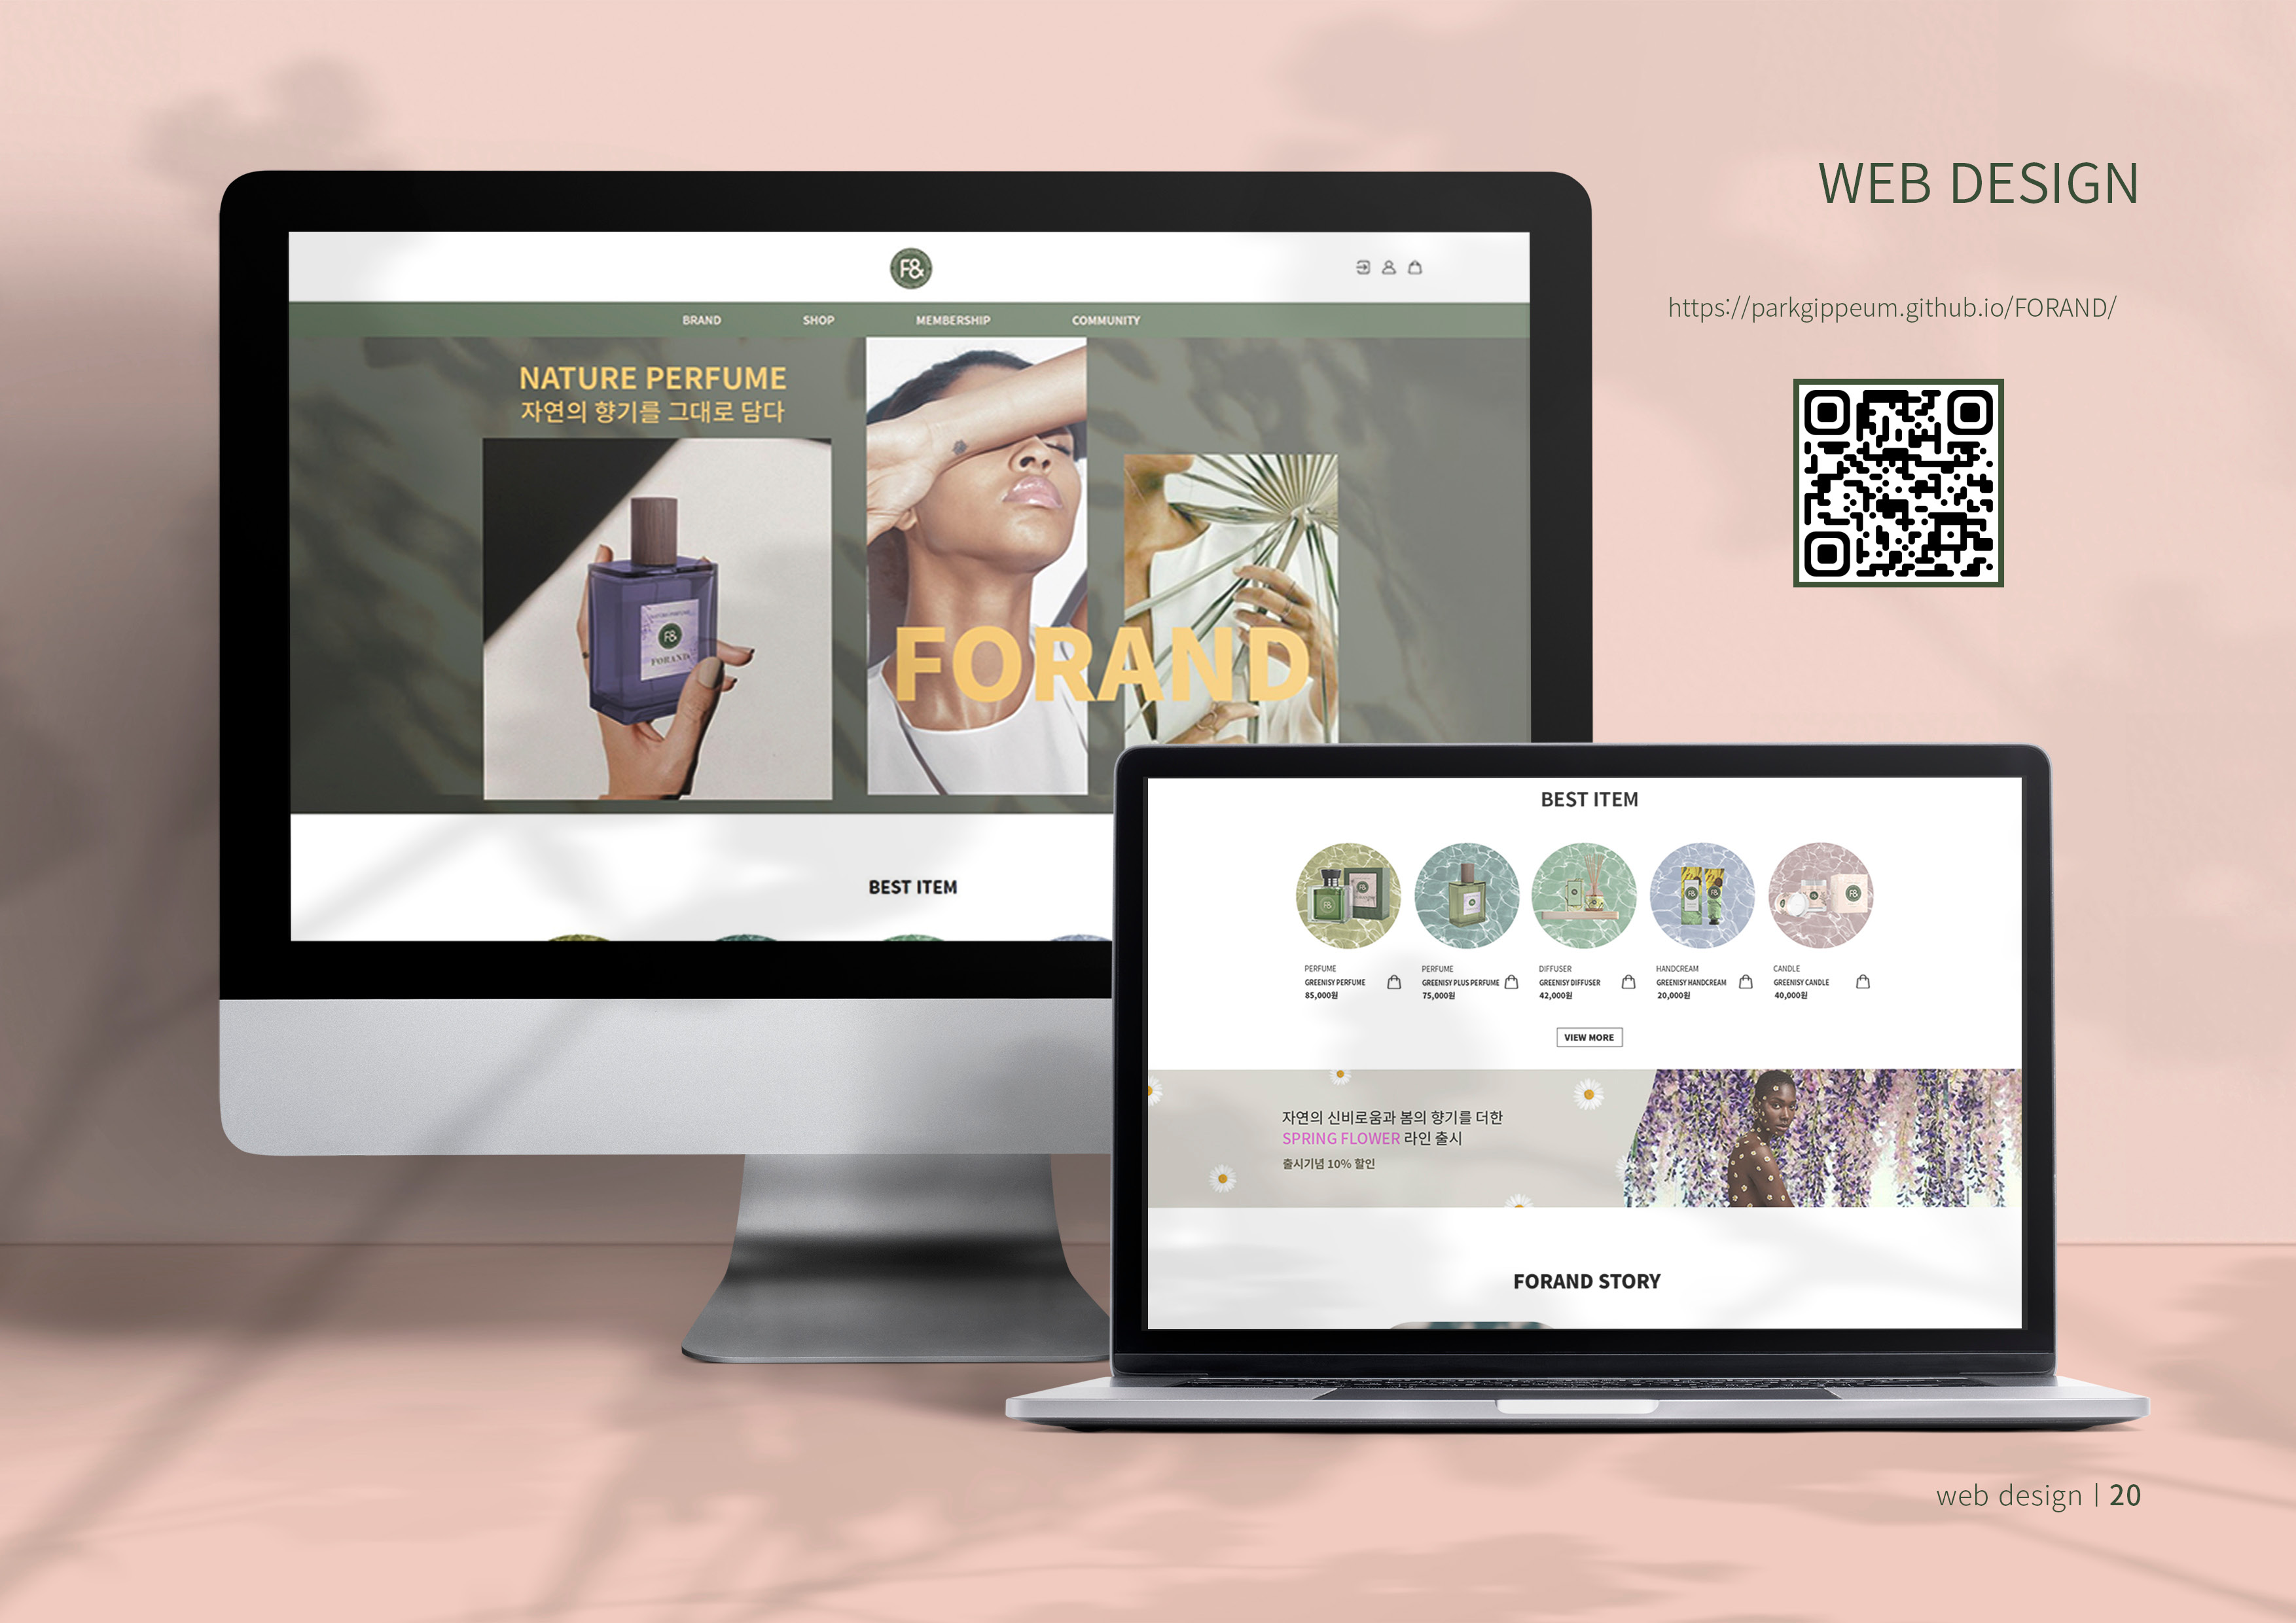 WEB DESIGN
https://parkgippeum.github.io/FORAND/
F&
BRAND
SHOP
MEMBERSHIP
COMMUNITY
NATURE PERFUME
자연의 향기를 그대로 담다
NATURE PERFUME
F&
FORAND
FORAND
BEST ITEM
BEST ITEM
F&
F&
F&
F&
F&
PERFUME
GREENISY PERFUME
85,000원
PERFUME
GREENISY PLUS PERFUME
75,000원
DIFFUSER
GREENISY DIFFUSER
42,000원
HANDCREAM
GREENISY HANDCREAM
20,000원
CANDLE
GREENISY CANDLE
40,000원
VIEW MORE
자연의 신비로움과 봄의 향기를 더한
SPRING FLOWER 라인 출시
출시기념 10% 할인
FORAND STORY
web design | 20